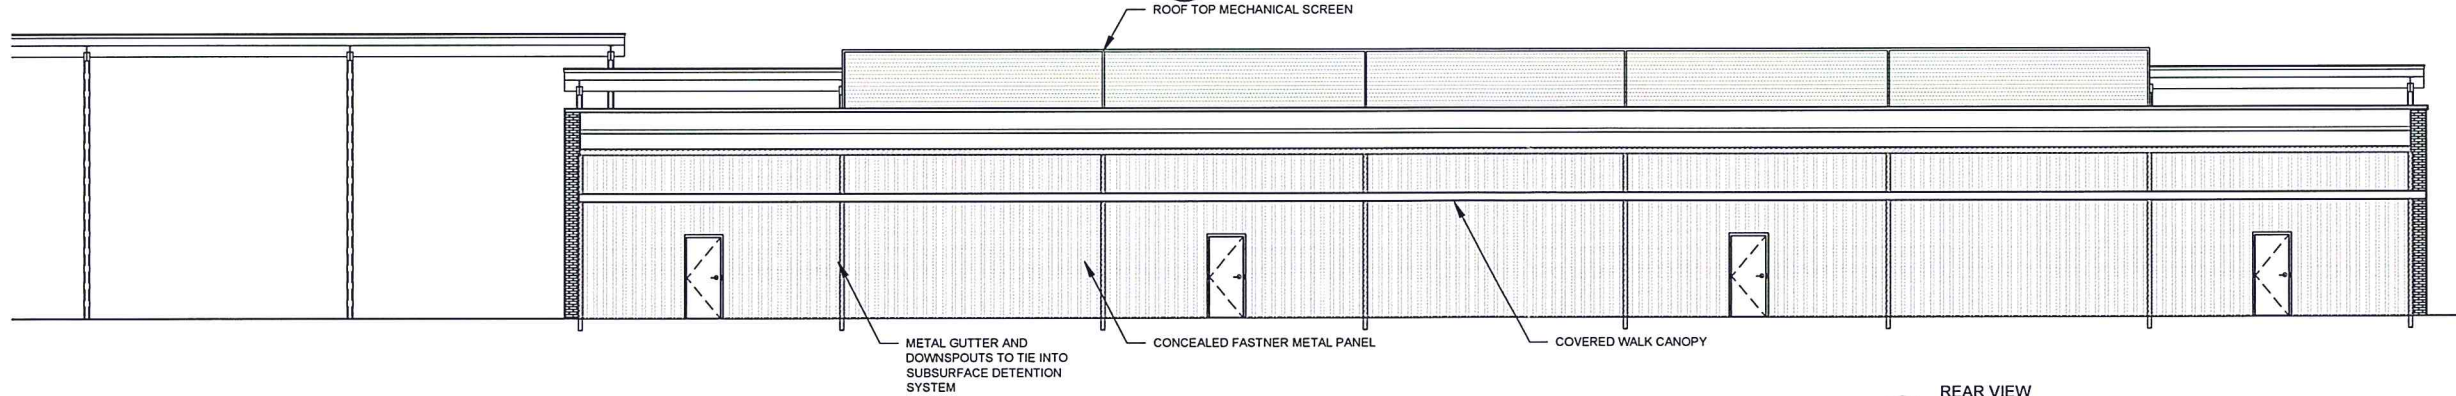 ROOF TOP MECHANICAL SCREEN
METAL GUTTER AND
DOWNSPOUTS TO TIE INTO
SUBSURFACE DETENTION
SYSTEM
CONCEALED FASTNER METAL PANEL
COVERED WALK CANOPY
REAR VIEW